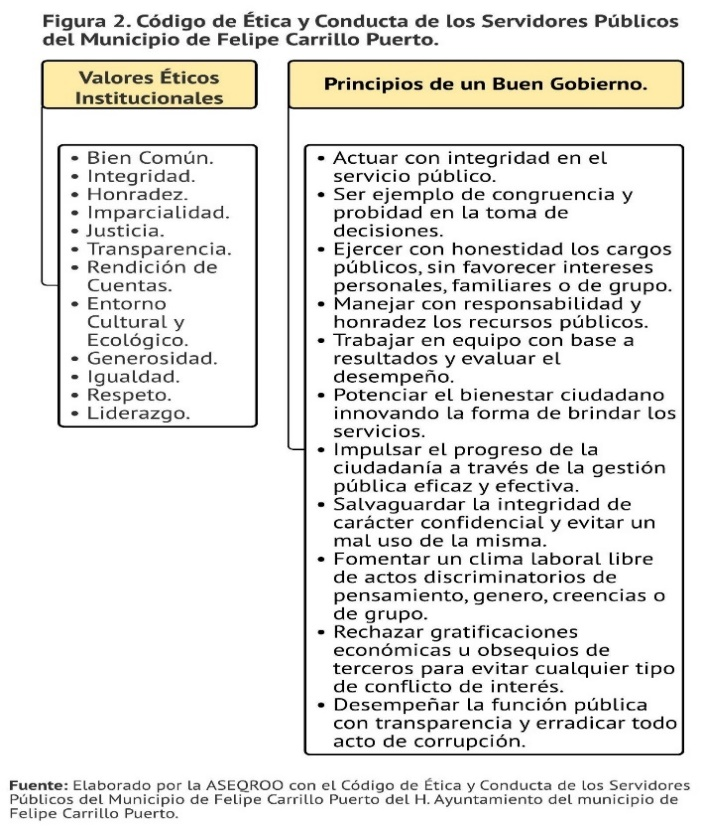 Figura 2. Código de Ética y Conducta de los Servidores Públicos
del Municipio de Felipe Carrillo Puerto.
Valores Éticos
Institucionales
• Bien Común.
• Integridad.
• Honradez.
• Imparcialidad.
• Justicia.
• Transparencia.
• Rendición de
Cuentas.
• Entorno
Cultural y
Ecológico.
• Generosidad.
• Igualdad.
• Respeto.
• Liderazgo.
Principios de un Buen Gobierno.
• Actuar con integridad en el
servicio público.
• Ser ejemplo de congruencia y
probidad en la toma de
decisiones.
• Ejercer con honestidad los cargos
públicos, sin favorecer intereses
personales, familiares o de grupo.
• Manejar con responsabilidad y
honradez los recursos públicos.
• Trabajar en equipo con base a
resultados y evaluar el
desempeño.
• Potenciar el bienestar ciudadano
innovando la forma de brindar los
servicios.
• Impulsar el progreso de la
ciudadanía a través de la gestión
pública eficaz y efectiva.
• Salvaguardar la integridad de
carácter confidencial y evitar un
mal uso de la misma.
• Fomentar un clima laboral libre
de actos discriminatorios de
pensamiento, genero, creencias o
de grupo.
• Rechazar gratificaciones
económicas u obsequios de
terceros para evitar cualquier tipo
de conflicto de interés.
• Desempeñar la función pública
con transparencia y erradicar todo
acto de corrupción.
Fuente: Elaborado por la ASEQROO con el Código de Ética y Conducta de los Servidores
Públicos del Municipio de Felipe Carrillo Puerto del H. Ayuntamiento del municipio de
Felipe Carrillo Puerto.